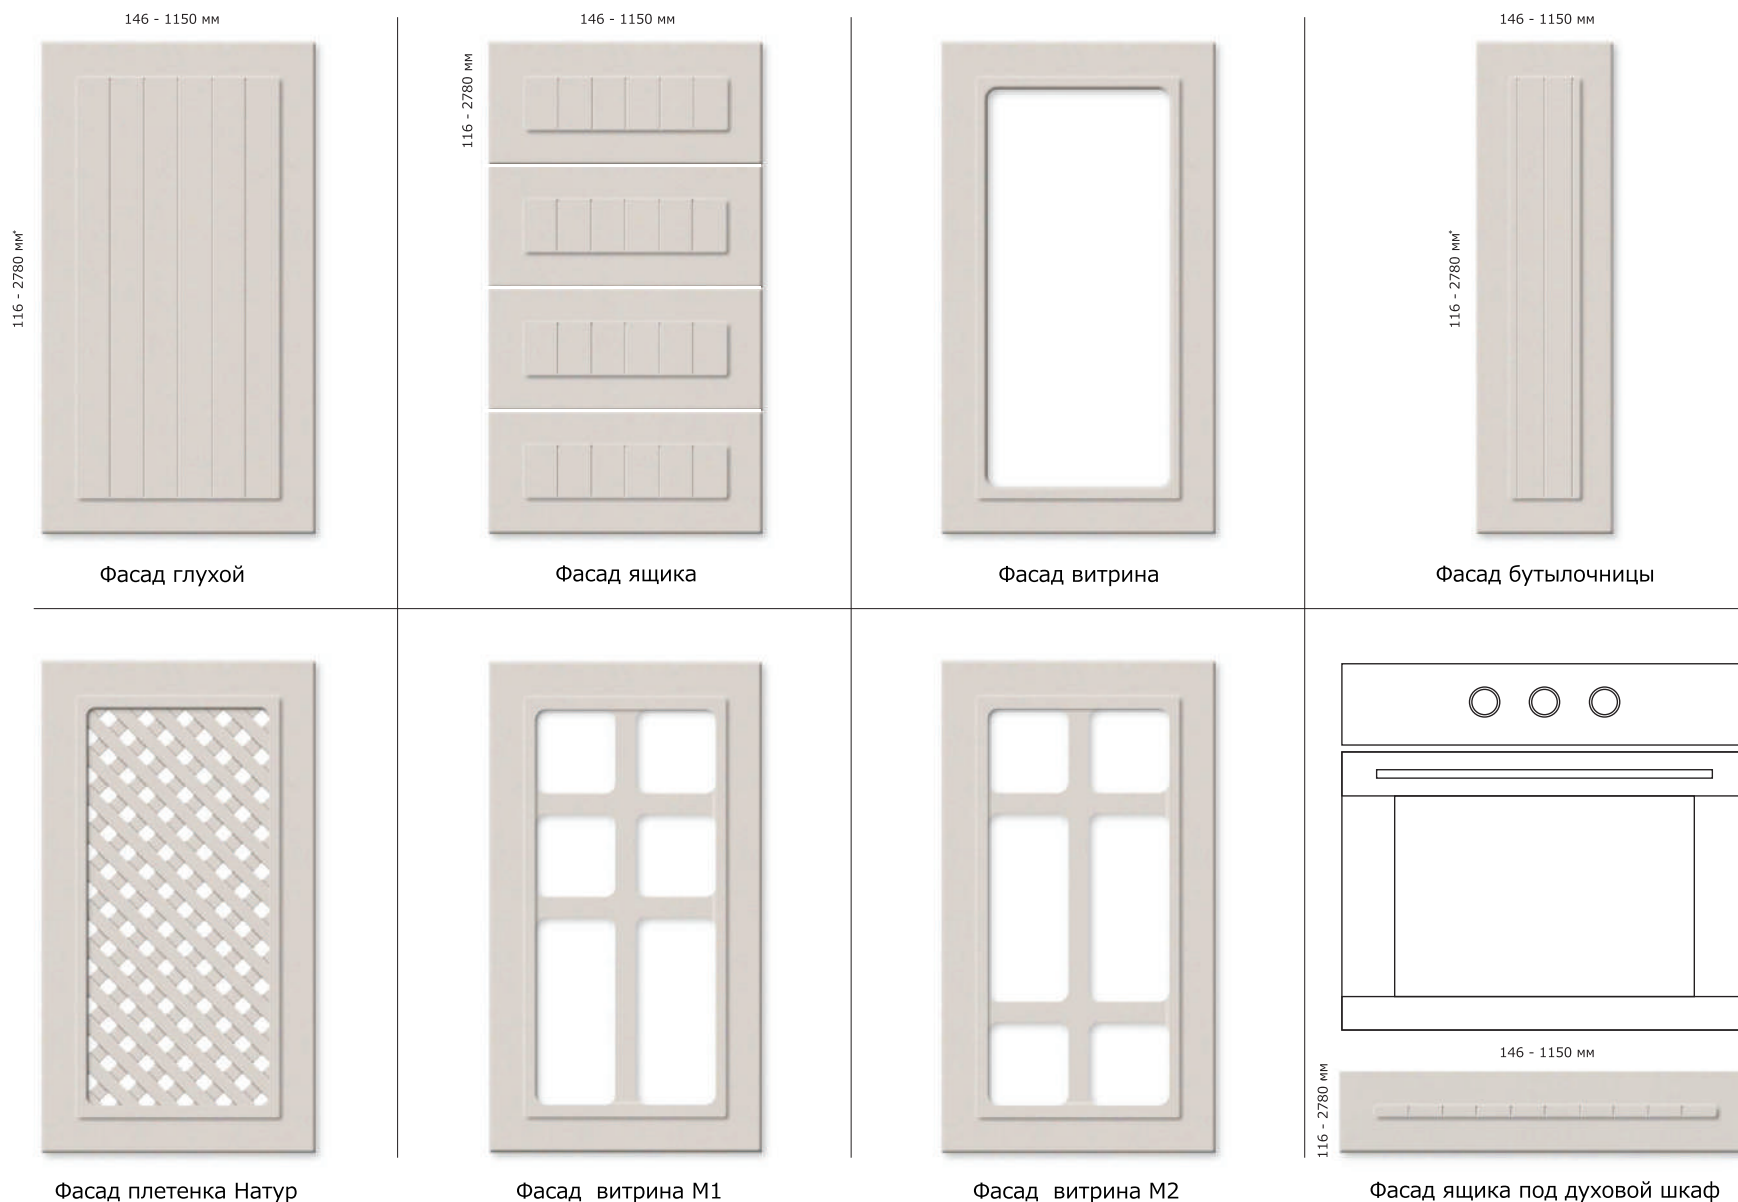 146 - 1150 мм
146 - 1150 мм
146 - 1150 мм
116 - 2780 мм*
116 - 2780 мм
116 - 2780 мм*
Фасад глухой
Фасад ящика
Фасад витрина
Фасад бутылочницы
146 - 1150 мм
116 - 2780 мм
Фасад плетенка Натур
Фасад витрина М1
Фасад витрина М2
Фасад ящика под духовой шкаф